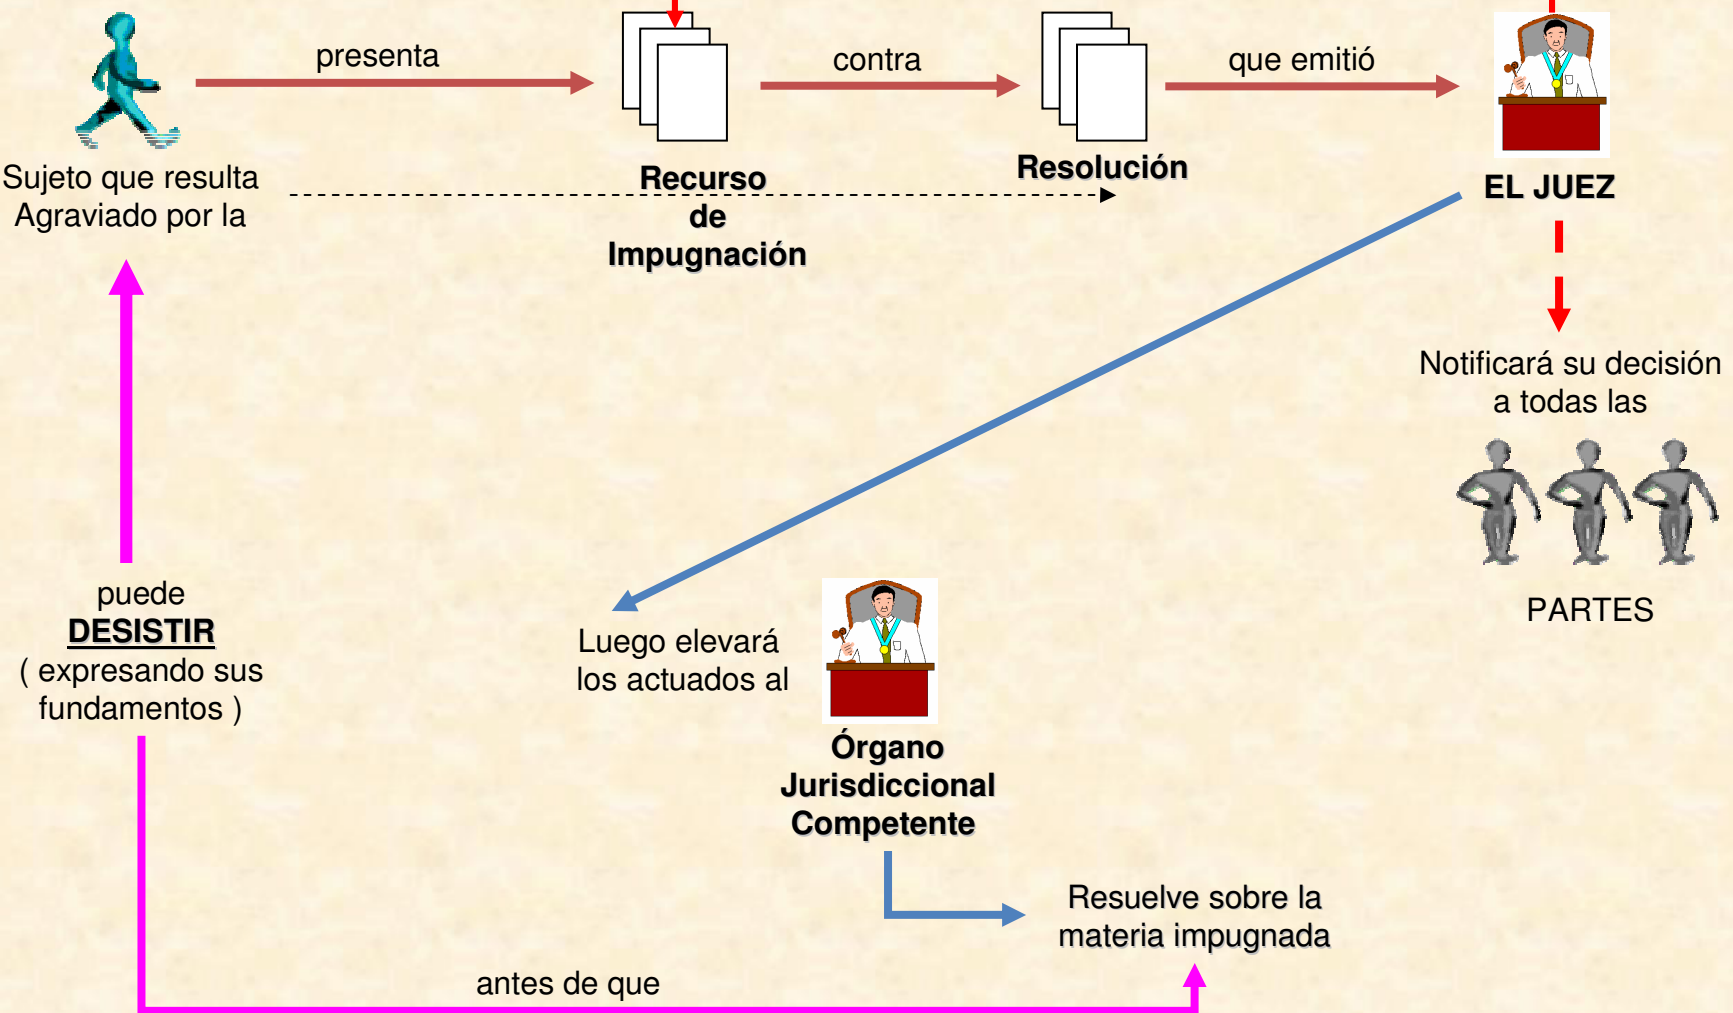 presenta
contra
que emitió
Sujeto que resulta
Agraviado por la
Recurso
de
Impugnación
Resolución
EL JUEZ
Notificará su decisión
a todas las
PARTES
puede
DESISTIR
( expresando sus
fundamentos )
Luego elevará
los actuados al
Órgano
Jurisdiccional
Competente
Resuelve sobre la
materia impugnada
antes de que